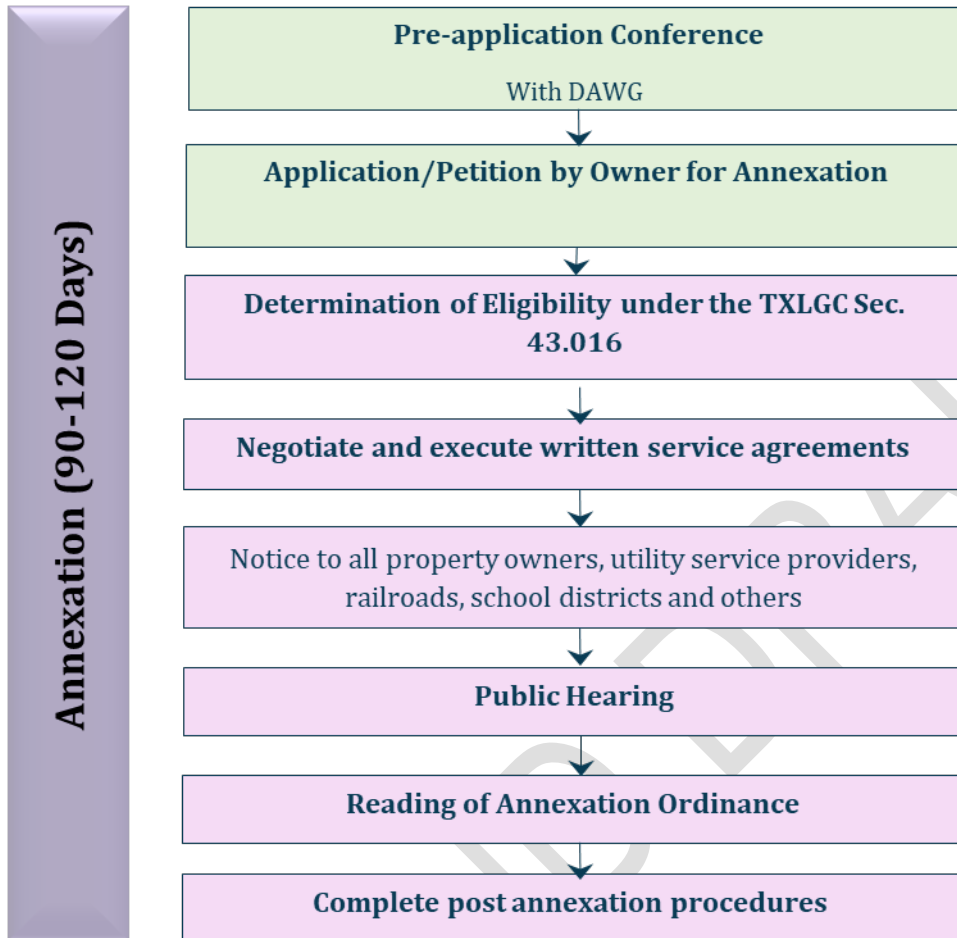 Annexation (90-120 Days)
Pre-application Conference
With DAWG
Application/Petition by Owner for Annexation
Determination of Eligibility under the TXLGC Sec.
43.016
Negotiate and execute written service agreements
Notice to all property owners, utility service providers,
railroads, school districts and others
Public Hearing
Reading of Annexation Ordinance
Complete post annexation procedures